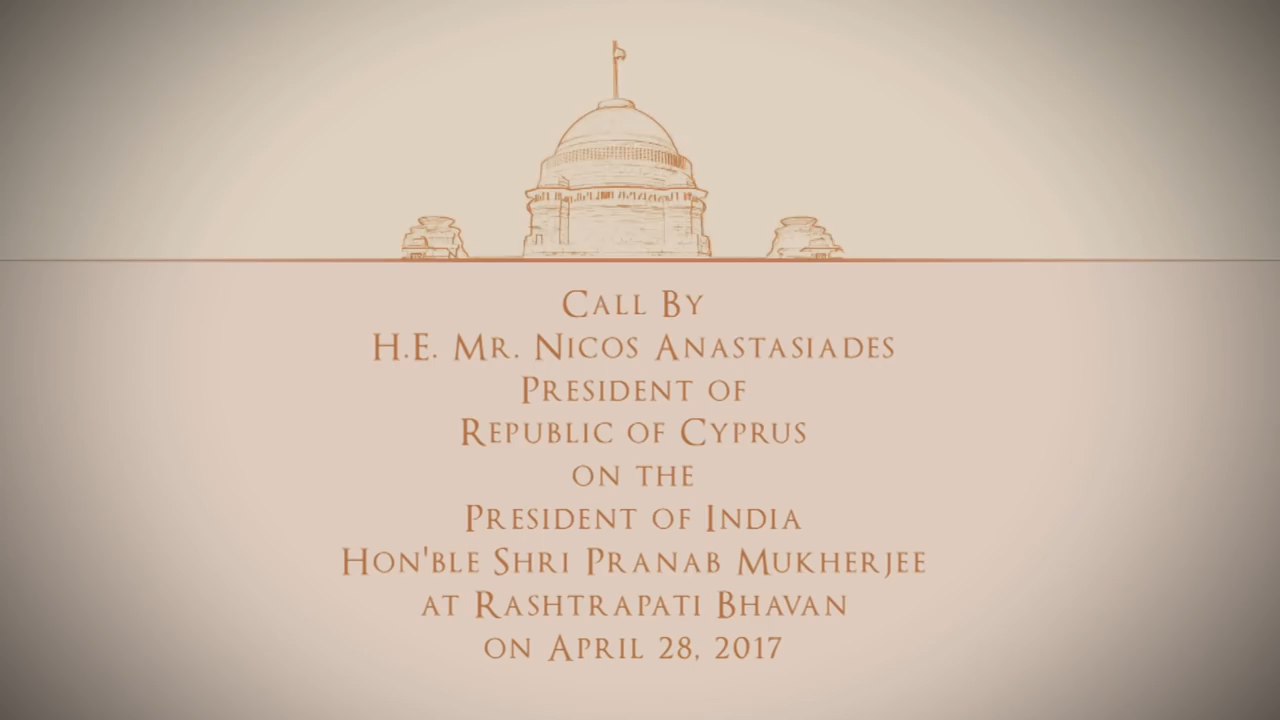 Call By
H.E. Mr. Nicos Anastasiades
President of
Republic of Cyprus
on the
President of India
Hon'ble Shri Pranab Mukherjee
at Rashtrapati Bhavan
on April 28, 2017